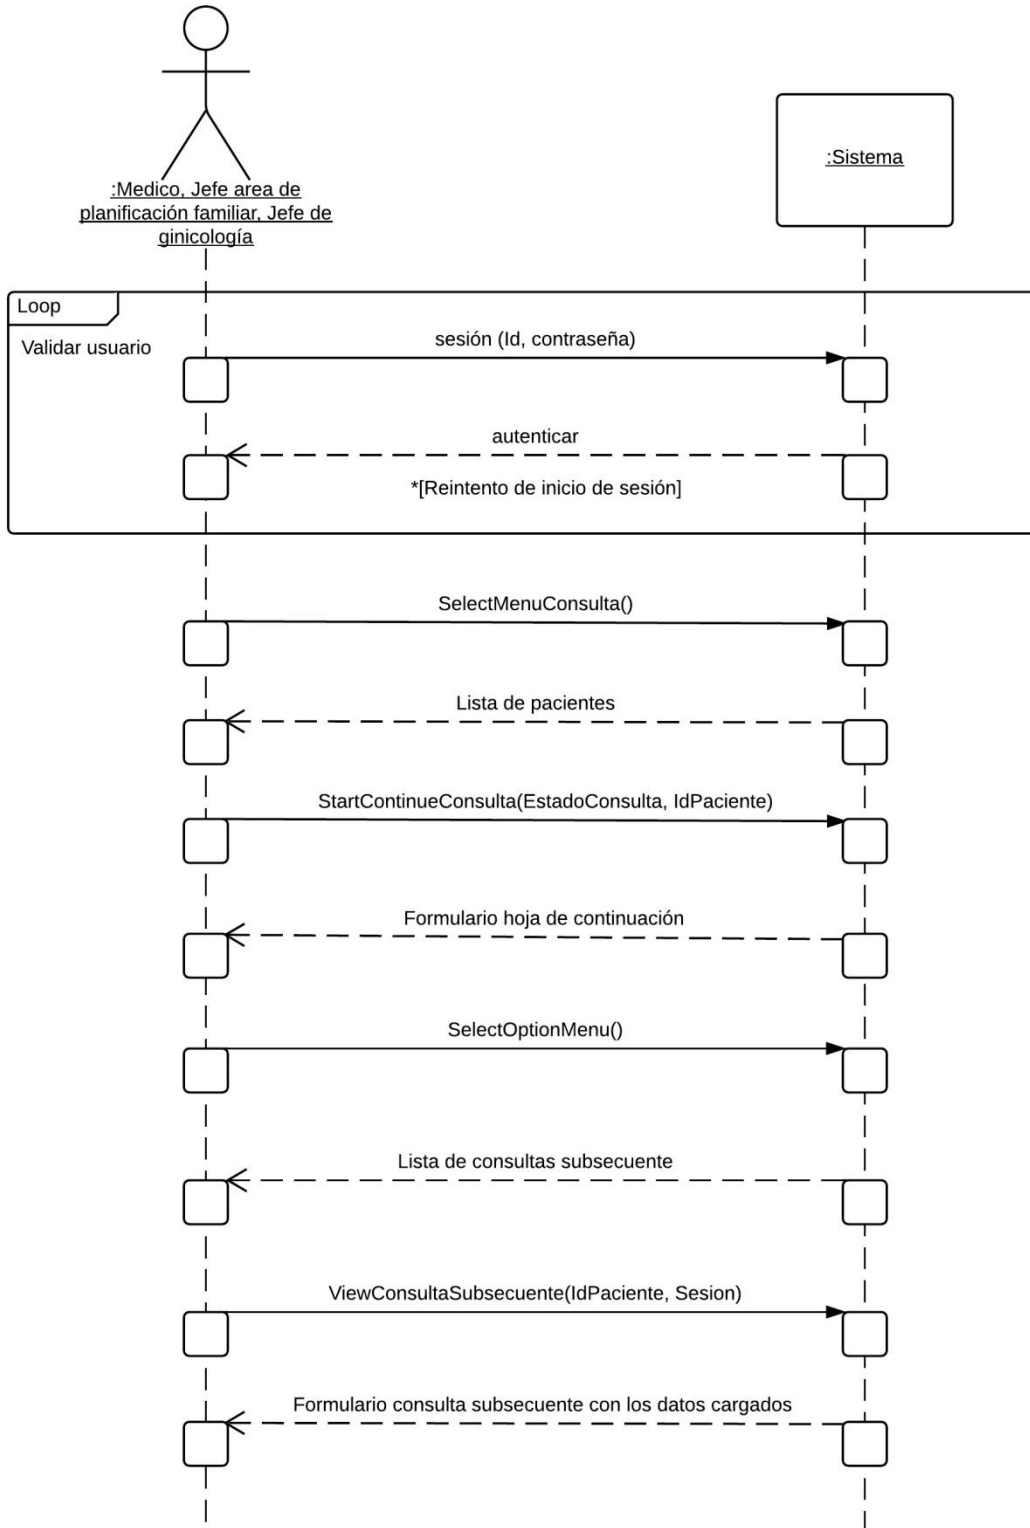 :Medico, Jefe area de
planificación familiar, Jefe de
ginicología
:Sistema
Loop
Validar usuario
sesión (Id, contraseña)
autenticar
*[Reintento de inicio de sesión]
SelectMenuConsulta()
Lista de pacientes
StartContinueConsulta(EstadoConsulta, IdPaciente)
Formulario hoja de continuación
SelectOptionMenu()
Lista de consultas subsecuente
ViewConsultaSubsecuente(IdPaciente, Sesion)
Formulario consulta subsecuente con los datos cargados